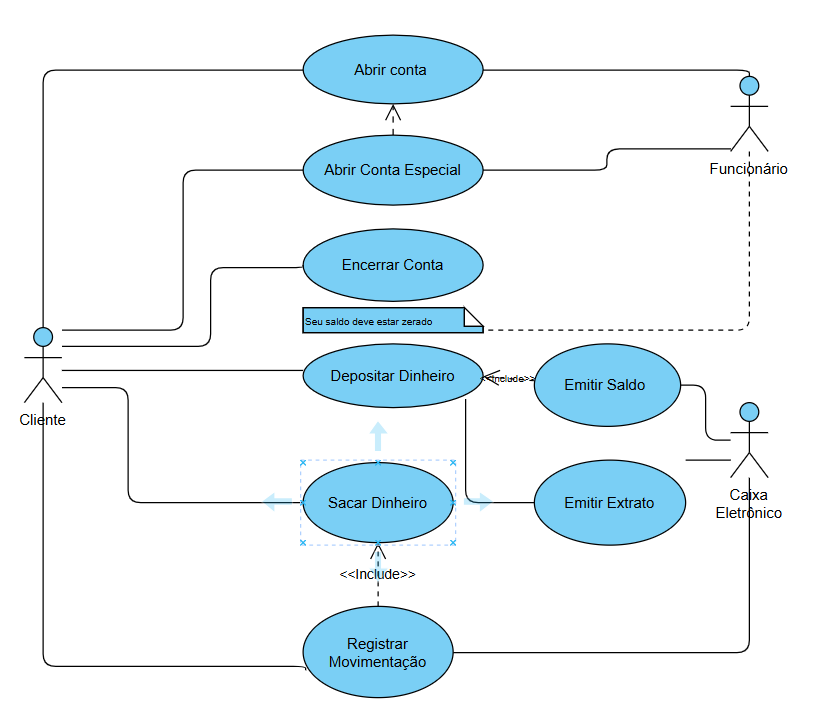 Abrir conta
Abrir Conta Especial
Funcionário
Encerrar Conta
Seu saldo deve estar zerado
Cliente
Depositar Dinheiro
<<Include>>
Emitir Saldo
Sacar Dinheiro
Emitir Extrato
Caixa
Eletrônico
<<Include>>
Registrar
Movimentação